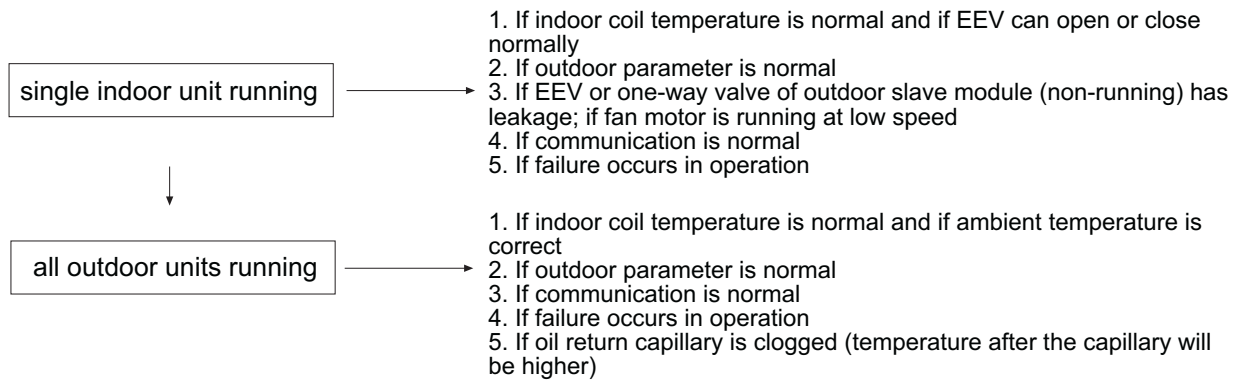 1. If indoor coil temperature is normal and if EEV can open or close
normally
2. If outdoor parameter is normal
single indoor unit running
3. If EEV or one-way valve of outdoor slave module (non-running) has
leakage; if fan motor is running at low speed
4. If communication is normal
5. If failure occurs in operation
1. If indoor coil temperature is normal and if ambient temperature is
correct
all outdoor units running
2. If outdoor parameter is normal
3. If communication is normal
4. If failure occurs in operation
5. If oil return capillary is clogged (temperature after the capillary will
be higher)